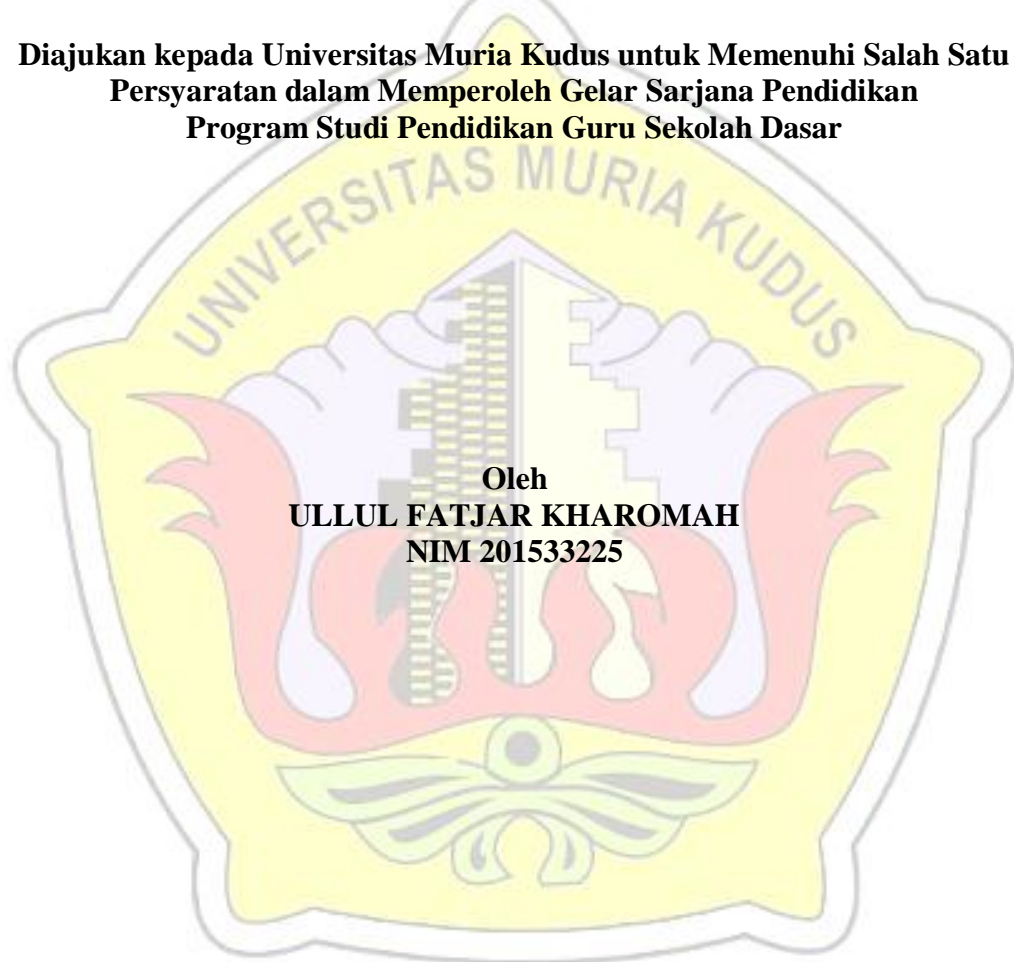 Diajukan kepada Universitas Muria Kudus untuk Memenuhi Salah Satu
Persyaratan dalam Memperoleh Gelar Sarjana Pendidikan
Program Studi Pendidikan Guru Sekolah Dasar
UNIVERSITAS MURIA KUDUS
Oleh
ULLUL FATJAR KHAROMAH
NIM 201533225